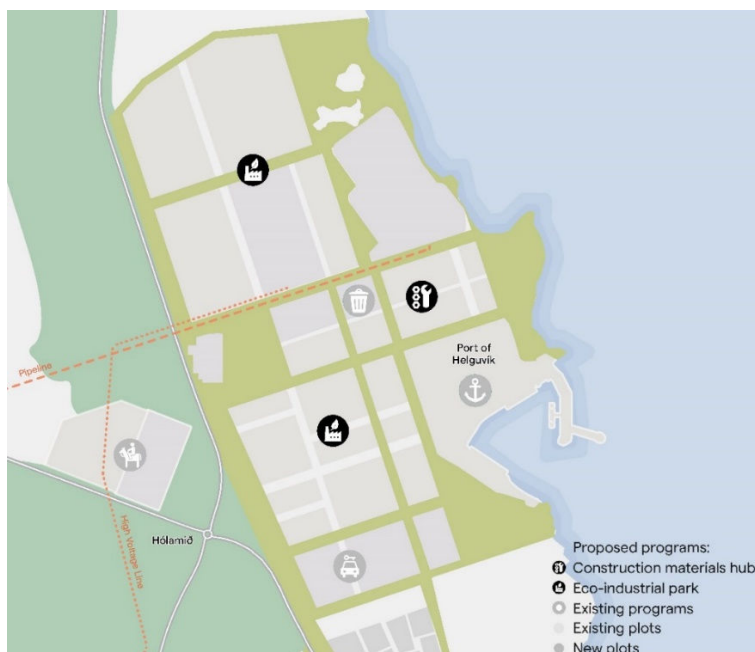 Port of
Helguvík
Pipeline
High Voltage Line
Hólamið
Proposed programs:
Construction materials hub
Eco-industrial park
Existing programs
Existing plots
New plots